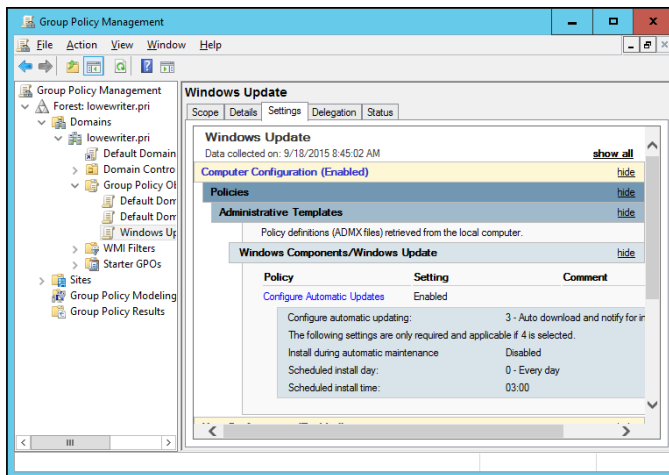 Group Policy Management
File Action View Window Help
Group Policy Management
Forest: lowewriter.pri
Domains
lowewriter.pri
Default Domain
Domain Contro
Group Policy Ob
Default Dom
Default Dom
Windows Up
WMI Filters
Starter GPOs
Sites
Group Policy Modeling
Group Policy Results
Windows Update
Scope Details Settings Delegation Status
Windows Update
Data collected on: 9/18/2015 8:45:02 AM show all
Computer Configuration (Enabled) hide
Policies hide
Administrative Templates hide
Policy definitions (ADMX files) retrieved from the local computer.
Windows Components/Windows Update hide
Policy Setting Comment
Configure Automatic Updates Enabled
Configure automatic updating: 3 - Auto download and notify for in
The following settings are only required and applicable if 4 is selected.
Install during automatic maintenance Disabled
Scheduled install day: 0 - Every day
Scheduled install time: 03:00